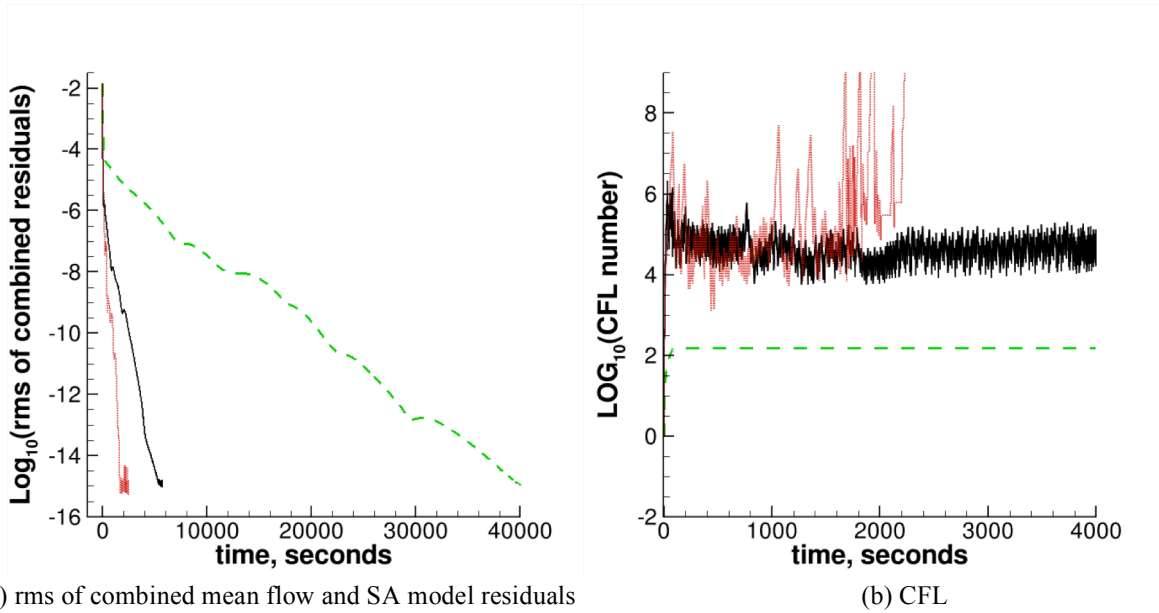 Log10(rms of combined residuals)
-2
-4
-6
-8
-10
-12
-14
-16
0 10000 20000 30000 40000
time, seconds
) rms of combined mean flow and SA model residuals
LOG10(CFL number)
8
6
4
2
0
-2
0 1000 2000 3000 4000
time, seconds
(b) CFL